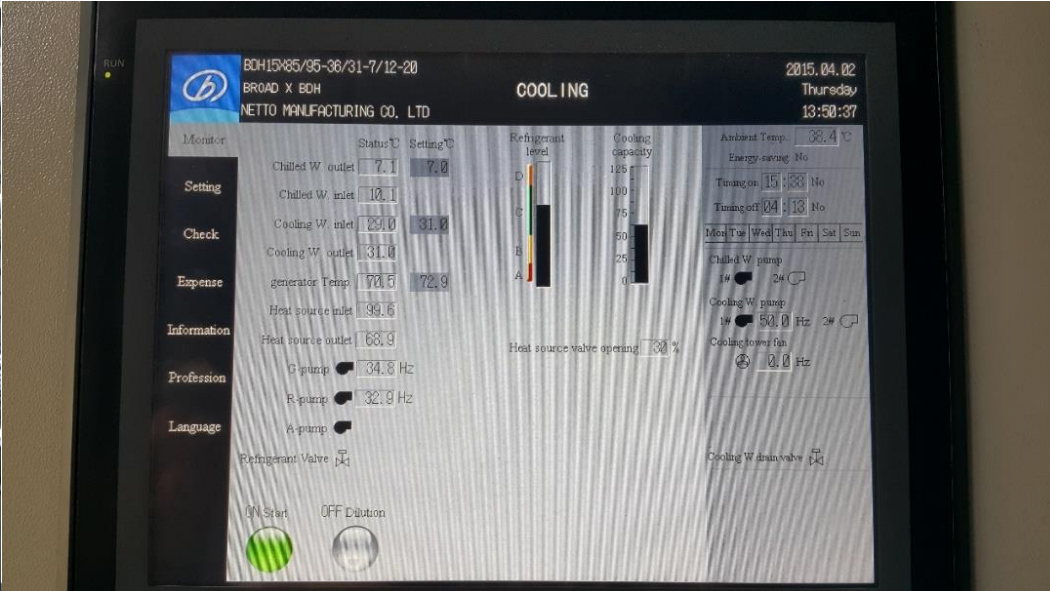 RUN
BDH15X85/95-36/31-7/12-20
BROAD X BDH
NETTO MANUFACTURING CO. LTD
COOLING
2015.04.02
Thursday
13:50:37
Monitor
Setting
Check
Expense
Information
Profession
Language
Status℃ Setting℃
Chilled W. outlet 7.1 7.0
Chilled W. inlet 10.1
Cooling W. inlet 29.0 31.0
Cooling W. outlet 31.0
generator Temp 70.5 72.9
Heat source inlet 99.6
Heat source outlet 68.9
G-pump 34.8 Hz
R-pump 32.9 Hz
A-pump
Refrigerant Valve
ON Start OFF Dilution
Refrigerant
level
D
C
B
A
Cooling
capacity
125
100
75
50
25
0
Heat source valve opening 30 %
Ambient Temp. 38.4 ℃
Energy-saving No
Timing on 15 : 38 No
Timing off 04 : 13 No
Mon Tue Wed Thu Fri Sat Sun
Chilled W. pump
1# 2#
Cooling W. pump
1# 50.0 Hz 2#
Cooling tower fan
0.0 Hz
Cooling W.drain valve